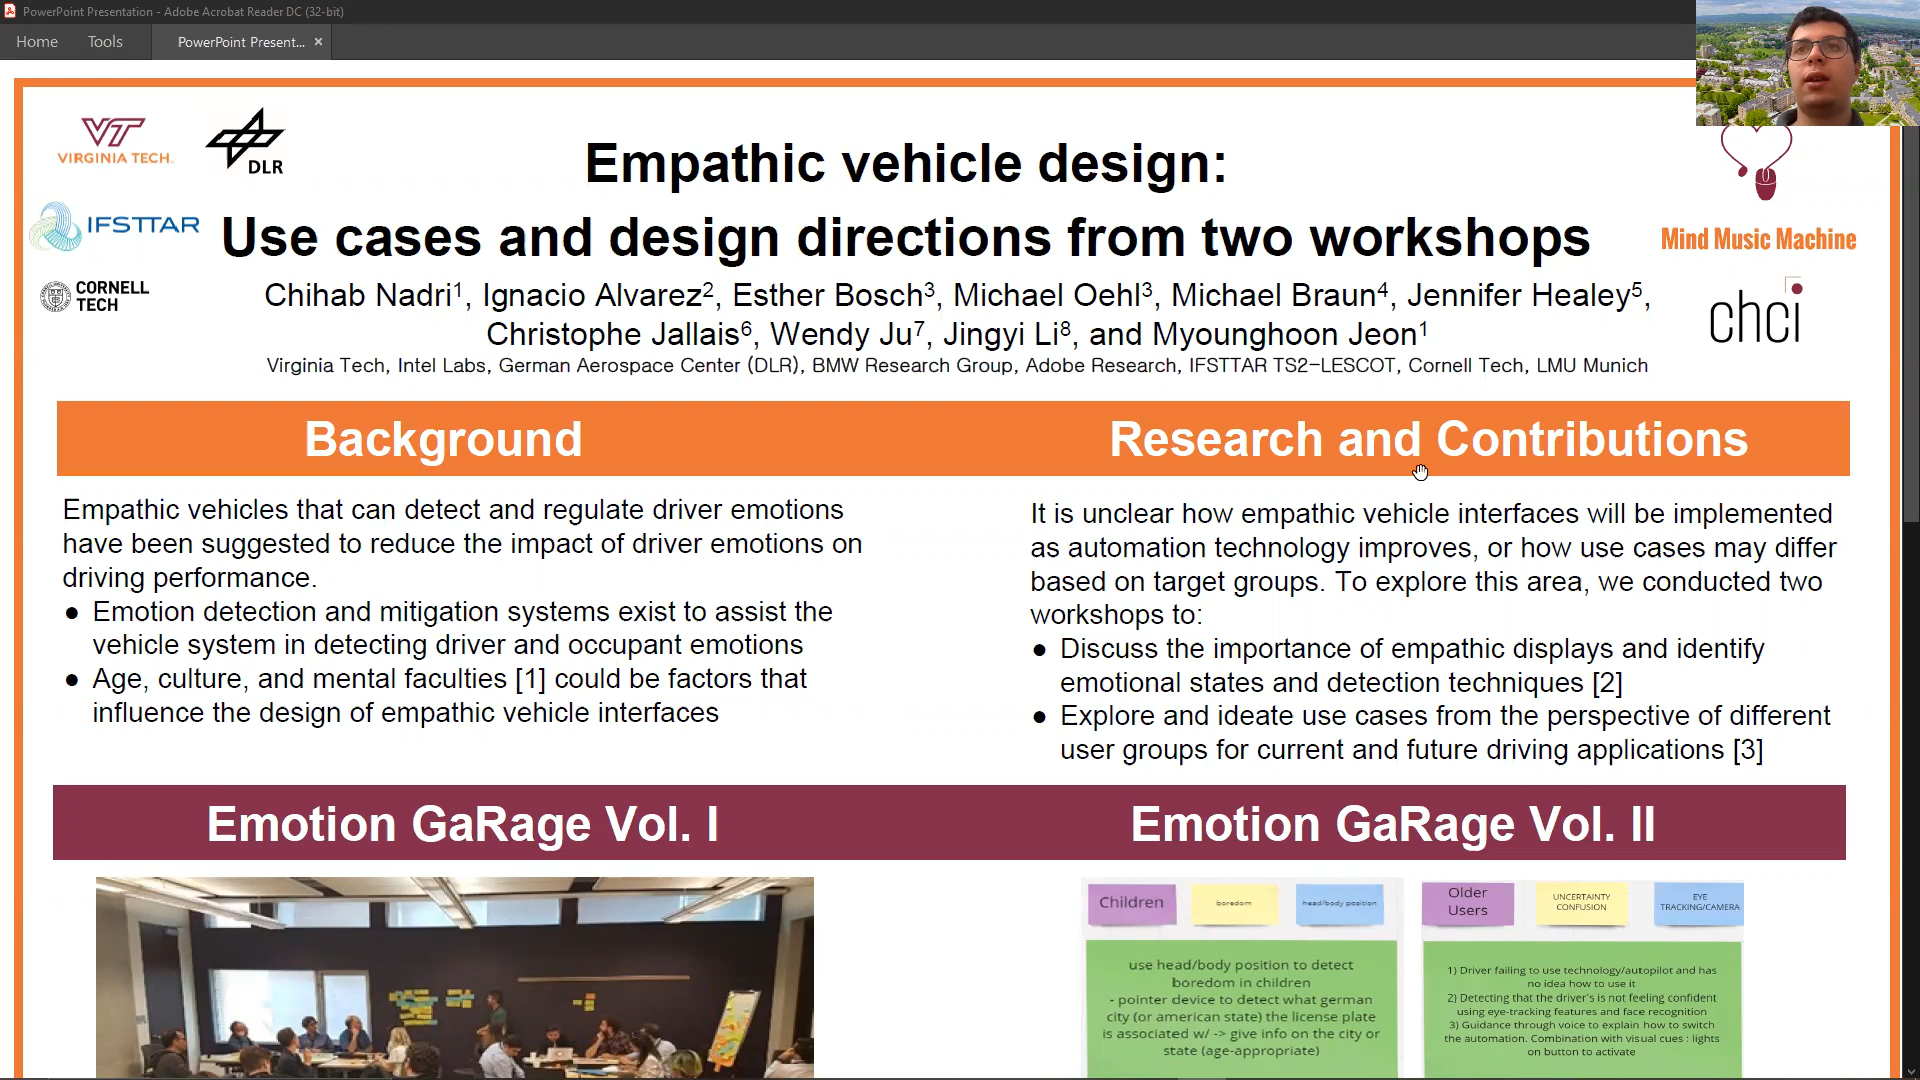 PowerPoint Presentation - Adobe Acrobat Reader DC (32-bit)
Home Tools PowerPoint Present... ×
VT
VIRGINIA TECH.
DLR
IFSTTAR
CORNELL
TECH
Empathic vehicle design:
Use cases and design directions from two workshops
Mind Music Machine
chci
Chihab Nadri1, Ignacio Alvarez2, Esther Bosch3, Michael Oehl3, Michael Braun4, Jennifer Healey5,
Christophe Jallais6, Wendy Ju7, Jingyi Li8, and Myounghoon Jeon1
Virginia Tech, Intel Labs, German Aerospace Center (DLR), BMW Research Group, Adobe Research, IFSTTAR TS2-LESCOT, Cornell Tech, LMU Munich
Background
Empathic vehicles that can detect and regulate driver emotions
have been suggested to reduce the impact of driver emotions on
driving performance.
● Emotion detection and mitigation systems exist to assist the
vehicle system in detecting driver and occupant emotions
● Age, culture, and mental faculties [1] could be factors that
influence the design of empathic vehicle interfaces
Research and Contributions
It is unclear how empathic vehicle interfaces will be implemented
as automation technology improves, or how use cases may differ
based on target groups. To explore this area, we conducted two
workshops to:
● Discuss the importance of empathic displays and identify
emotional states and detection techniques [2]
● Explore and ideate use cases from the perspective of different
user groups for current and future driving applications [3]
Emotion GaRage Vol. I
Emotion GaRage Vol. II
Children
boredom
head/body position
use head/body position to detect
boredom in children
- pointer device to detect what german
city (or american state) the license plate
is associated w/ -> give info on the city or
state (age-appropriate)
Older
Users
UNCERTAINTY
CONFUSION
EYE
TRACKING/CAMERA
1) Driver failing to use technology/autopilot and has
no idea how to use it
2) Detecting that the driver's is not feeling confident
using eye-tracking features and face recognition
3) Guidance through voice to explain how to switch
the automation. Combination with visual cues : lights
on button to activate